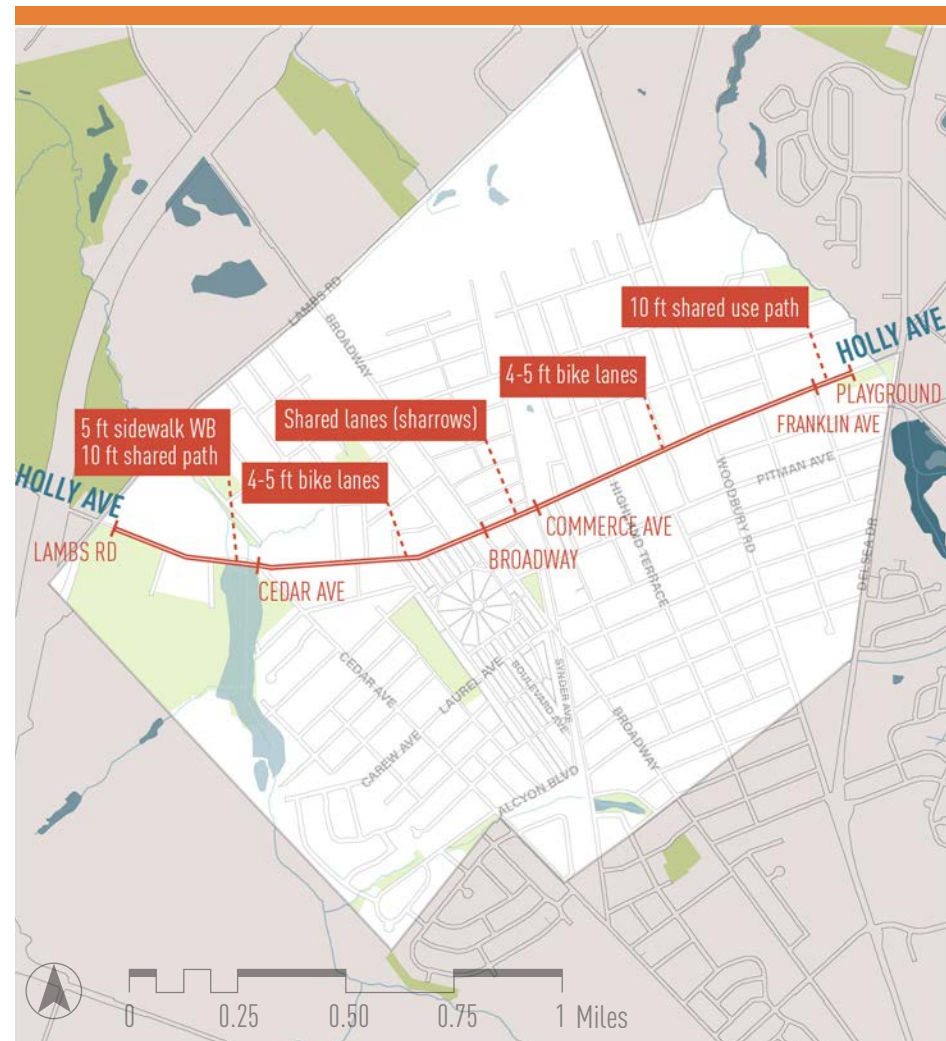 LAMBS RD
BROADWAY
10 ft shared use path
HOLLY AVE
4-5 ft bike lanes
PLAYGROUND
FRANKLIN AVE
Shared lanes (sharrows)
5 ft sidewalk WB
10 ft shared path
4-5 ft bike lanes
HOLLY AVE
PITMAN AVE
WOODBURY RD
HIGHLAND TERRACE
COMMERCE AVE
BROADWAY
LAMBS RD
CEDAR AVE
DELSEA DR
CEDAR AVE
LAUREL AVE
BOULEVARD AVE
SYNDER AVE
BROADWAY
CAREW AVE
ALCYON BLVD
0 0.25 0.50 0.75 1 Miles